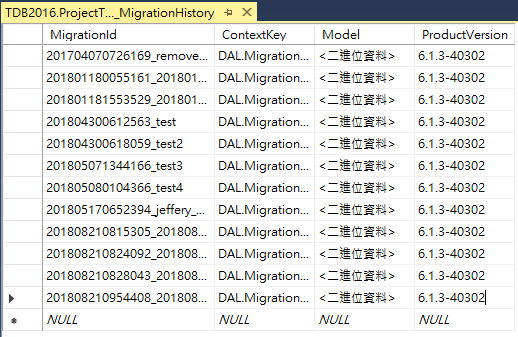 TDB2016.ProjectT..._MigrationHistory
MigrationId ContextKey Model ProductVersion
201704070726169_remove... DAL.Migration... <二進位資料> 6.1.3-40302
201801180055161_201801... DAL.Migration... <二進位資料> 6.1.3-40302
201801181553529_201801... DAL.Migration... <二進位資料> 6.1.3-40302
201804300612563_test DAL.Migration... <二進位資料> 6.1.3-40302
201804300618059_test2 DAL.Migration... <二進位資料> 6.1.3-40302
201805071344166_test3 DAL.Migration... <二進位資料> 6.1.3-40302
201805080104366_test4 DAL.Migration... <二進位資料> 6.1.3-40302
201805170652394_jeffery_... DAL.Migration... <二進位資料> 6.1.3-40302
201808210815305_201808... DAL.Migration... <二進位資料> 6.1.3-40302
201808210824092_201808... DAL.Migration... <二進位資料> 6.1.3-40302
201808210828043_201808... DAL.Migration... <二進位資料> 6.1.3-40302
201808210954408_201808... DAL.Migration... <二進位資料> 6.1.3-40302
NULL NULL NULL NULL